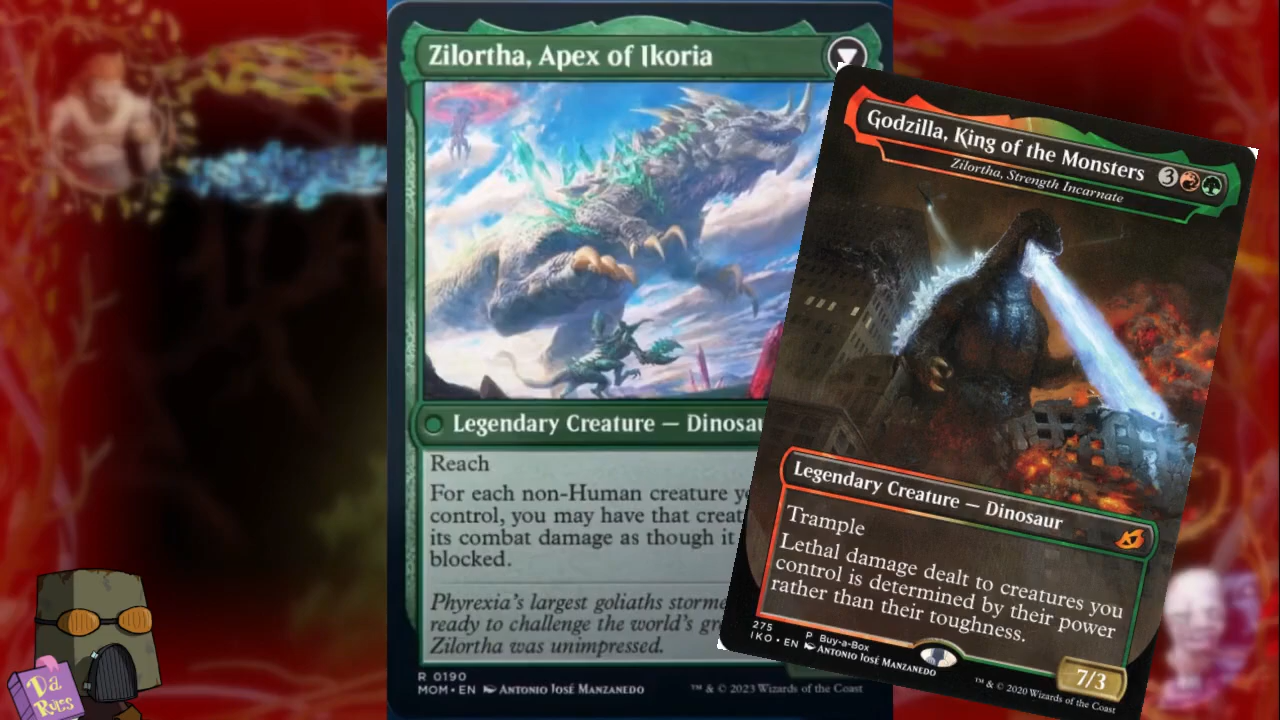 Zilortha, Apex of Ikoria
Legendary Creature — Dinosau
Reach
For each non-Human creature y
control, you may have that creat
its combat damage as though it
blocked.
Phyrexia's largest goliaths storm
ready to challenge the world's gr
Zilortha was unimpressed.
R 0190
MOM • EN ANTONIO JOSÉ MANZANEDO
™ & © 2023 Wizards of the Coast
Godzilla, King of the Monsters 3
Zilortha, Strength Incarnate
Legendary Creature — Dinosaur
Trample
Lethal damage dealt to creatures you
control is determined by their power
rather than their toughness.
275 P Buy-a-Box
IKO • EN ANTONIO JOSÉ MANZANEDO
7/3
™ & © 2020 Wizards of the Coast
Da
Rules